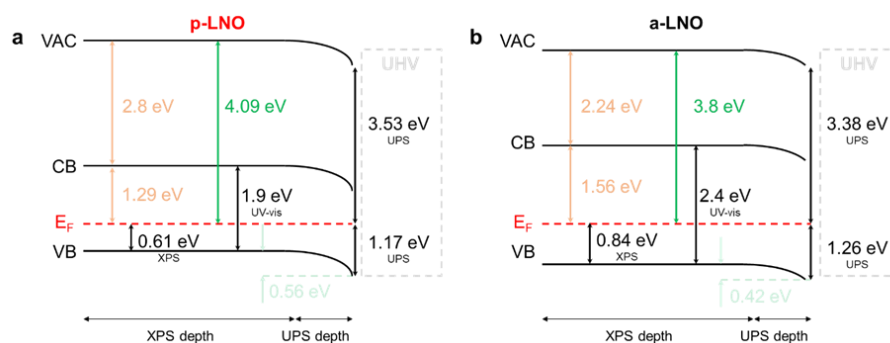 a
p-LNO
VAC
UHV
2.8 eV
4.09 eV
3.53 eV
UPS
CB
1.29 eV
1.9 eV
UV-vis
EF
0.61 eV
XPS
VB
1.17 eV
UPS
0.56 eV
XPS depth
UPS depth
b
a-LNO
VAC
UHV
2.24 eV
3.8 eV
3.38 eV
UPS
CB
1.56 eV
2.4 eV
UV-vis
EF
0.84 eV
XPS
VB
1.26 eV
UPS
0.42 eV
XPS depth
UPS depth